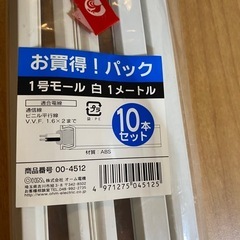 お買得！パック
1号モール 白 1メートル
10本
セット
適合電線
通信線
ビニル平行線
V.V.F. 1.6×2まで
材質：ABS
商品番号 00-4512
株式会社 オーム電機
4 971275 045125